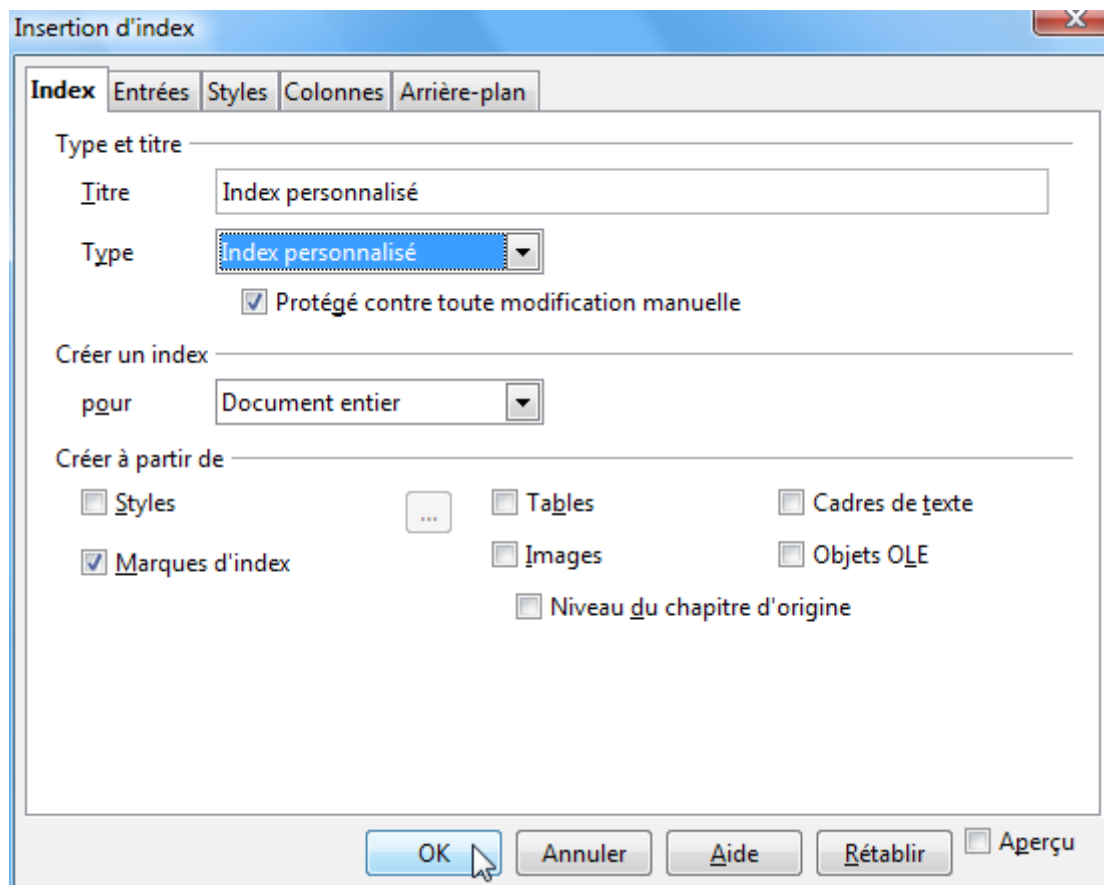 Insertion d'index
Index Entrées Styles Colonnes Arrière-plan
Type et titre
Titre Index personnalisé
Type Index personnalisé
Protégé contre toute modification manuelle
Créer un index
pour Document entier
Créer à partir de
Styles ... Tables Cadres de texte
Marques d'index Images Objets OLE
Niveau du chapitre d'origine
OK Annuler Aide Rétablir Aperçu